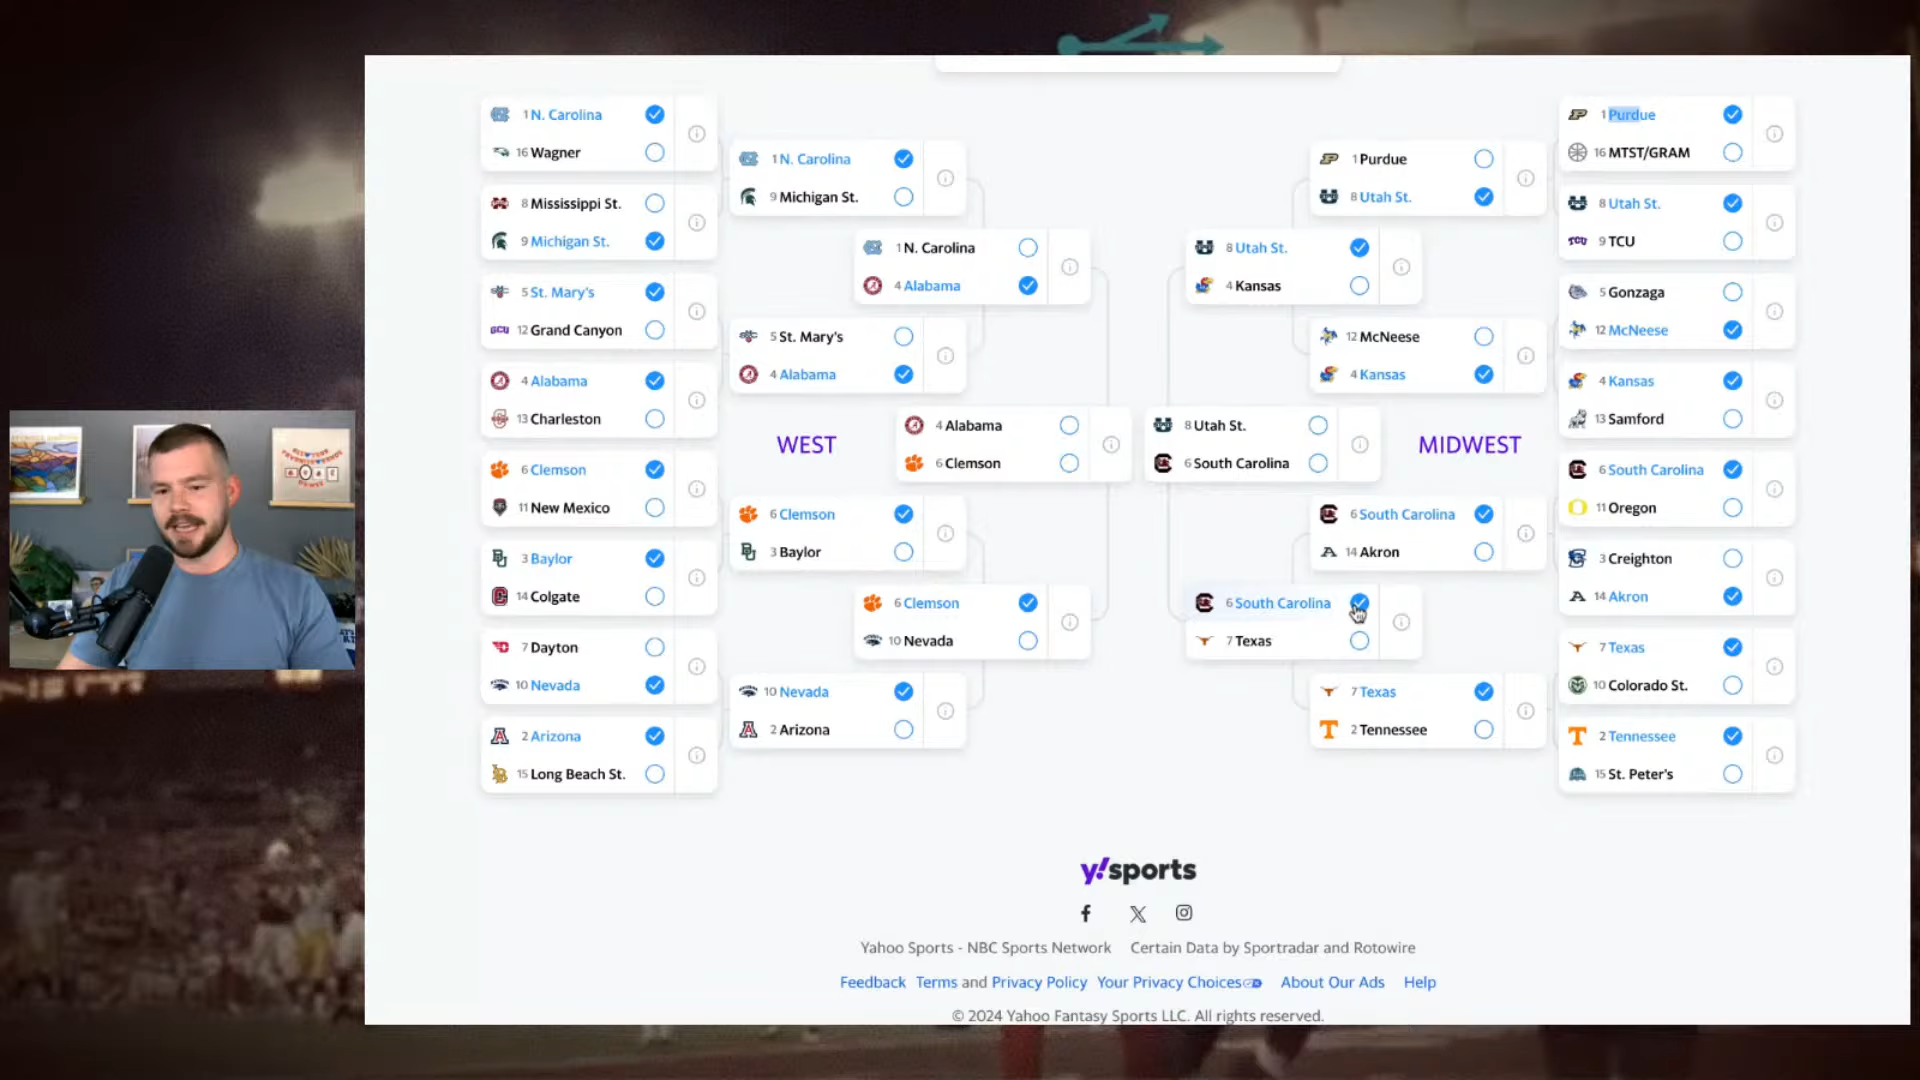 1 N. Carolina
16 Wagner
8 Mississippi St.
9 Michigan St.
5 St. Mary's
GCU 12 Grand Canyon
4 Alabama
13 Charleston
6 Clemson
11 New Mexico
3 Baylor
14 Colgate
7 Dayton
10 Nevada
2 Arizona
15 Long Beach St.
1 N. Carolina
9 Michigan St.
5 St. Mary's
4 Alabama
6 Clemson
3 Baylor
10 Nevada
2 Arizona
1 N. Carolina
4 Alabama
6 Clemson
10 Nevada
WEST
4 Alabama
6 Clemson
8 Utah St.
6 South Carolina
MIDWEST
8 Utah St.
4 Kansas
6 South Carolina
7 Texas
1 Purdue
8 Utah St.
12 McNeese
4 Kansas
6 South Carolina
14 Akron
7 Texas
2 Tennessee
1 Purdue
16 MTST/GRAM
8 Utah St.
TCU 9 TCU
5 Gonzaga
12 McNeese
4 Kansas
13 Samford
6 South Carolina
11 Oregon
3 Creighton
14 Akron
7 Texas
10 Colorado St.
2 Tennessee
15 St. Peter's
y!sports
Yahoo Sports - NBC Sports Network Certain Data by Sportradar and Rotowire
Feedback Terms and Privacy Policy Your Privacy Choices About Our Ads Help
© 2024 Yahoo Fantasy Sports LLC. All rights reserved.